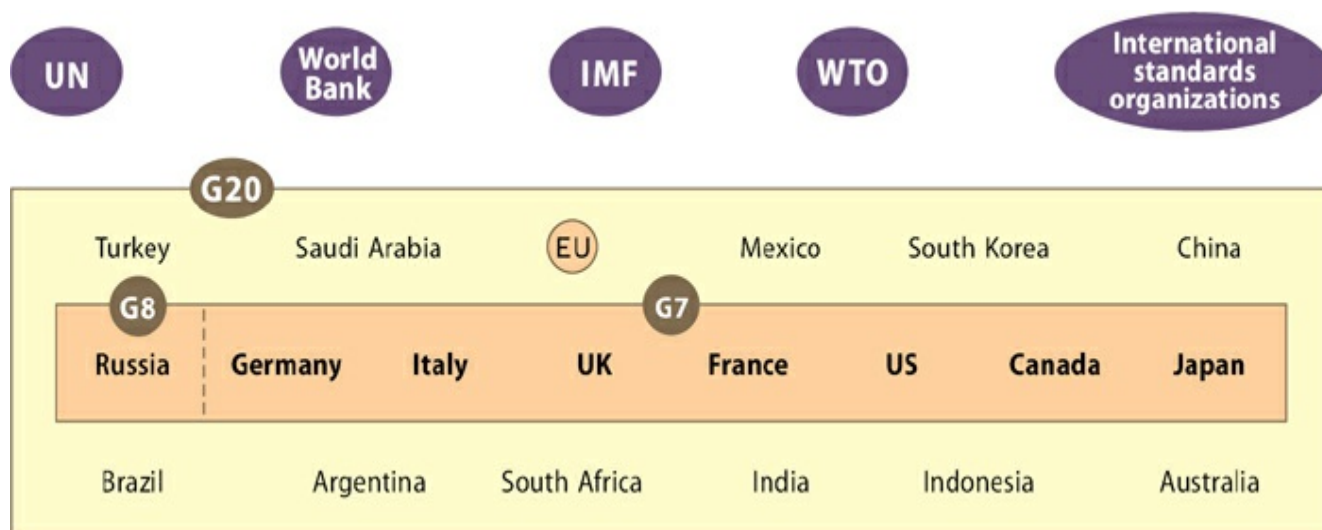 UN
World
Bank
IMF
WTO
International
standards
organizations
G20
Turkey Saudi Arabia EU Mexico South Korea China
G8 G7
Russia Germany Italy UK France US Canada Japan
Brazil Argentina South Africa India Indonesia Australia